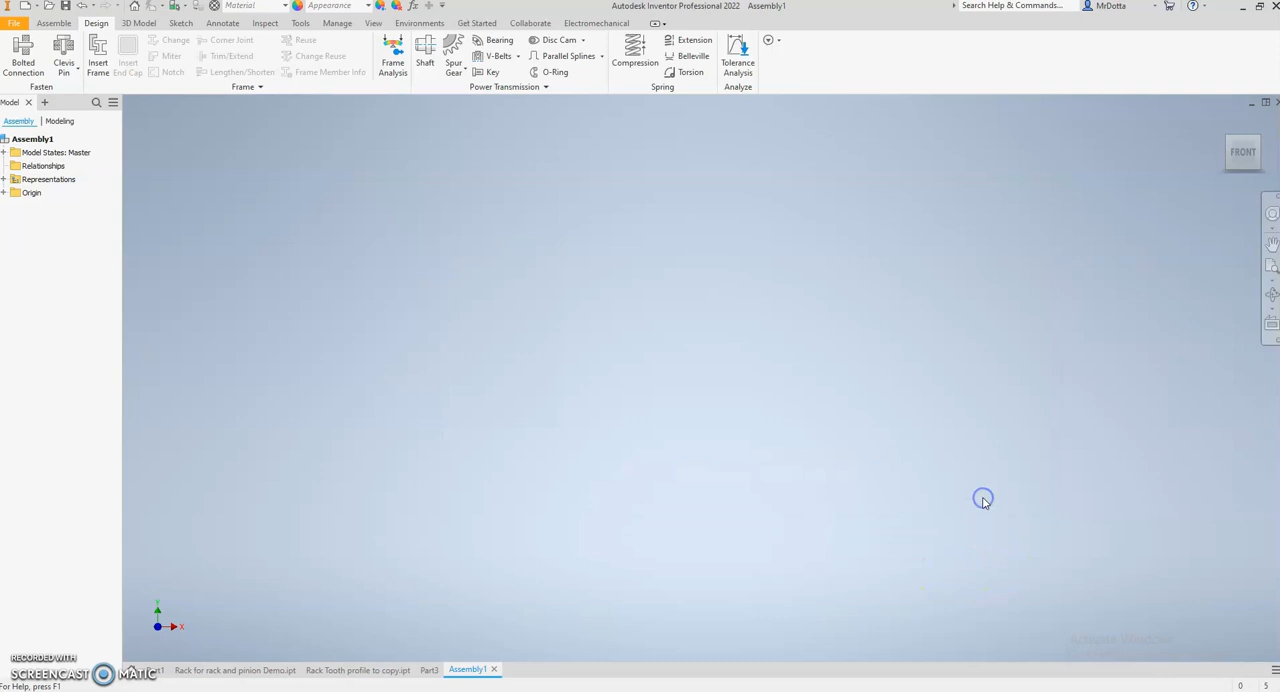 Material
Appearance
Autodesk Inventor Professional 2022 Assembly1
Search Help & Commands...
MrDotta
File
Assemble
Design
3D Model
Sketch
Annotate
Inspect
Tools
Manage
View
Environments
Get Started
Collaborate
Electromechanical
Bolted Connection
Clevis Pin
Insert Frame
Insert End Cap
Change
Miter
Notch
Corner Joint
Trim/Extend
Lengthen/Shorten
Reuse
Change Reuse
Frame Member Info
Frame Analysis
Shaft
Spur Gear
Bearing
V-Belts
Key
Disc Cam
Parallel Splines
O-Ring
Compression
Extension
Belleville
Torsion
Tolerance Analysis
Fasten
Frame
Power Transmission
Spring
Analyze
Model
Assembly
Modeling
Assembly1
Model States: Master
Relationships
Representations
Origin
FRONT
Y
X
Activate Windows
RECORDED WITH
SCREENCAST MATIC
Rack for rack and pinion Demo.ipt
Rack Tooth profile to copy.ipt
Part3
Assembly1
For Help, press F1
0 5